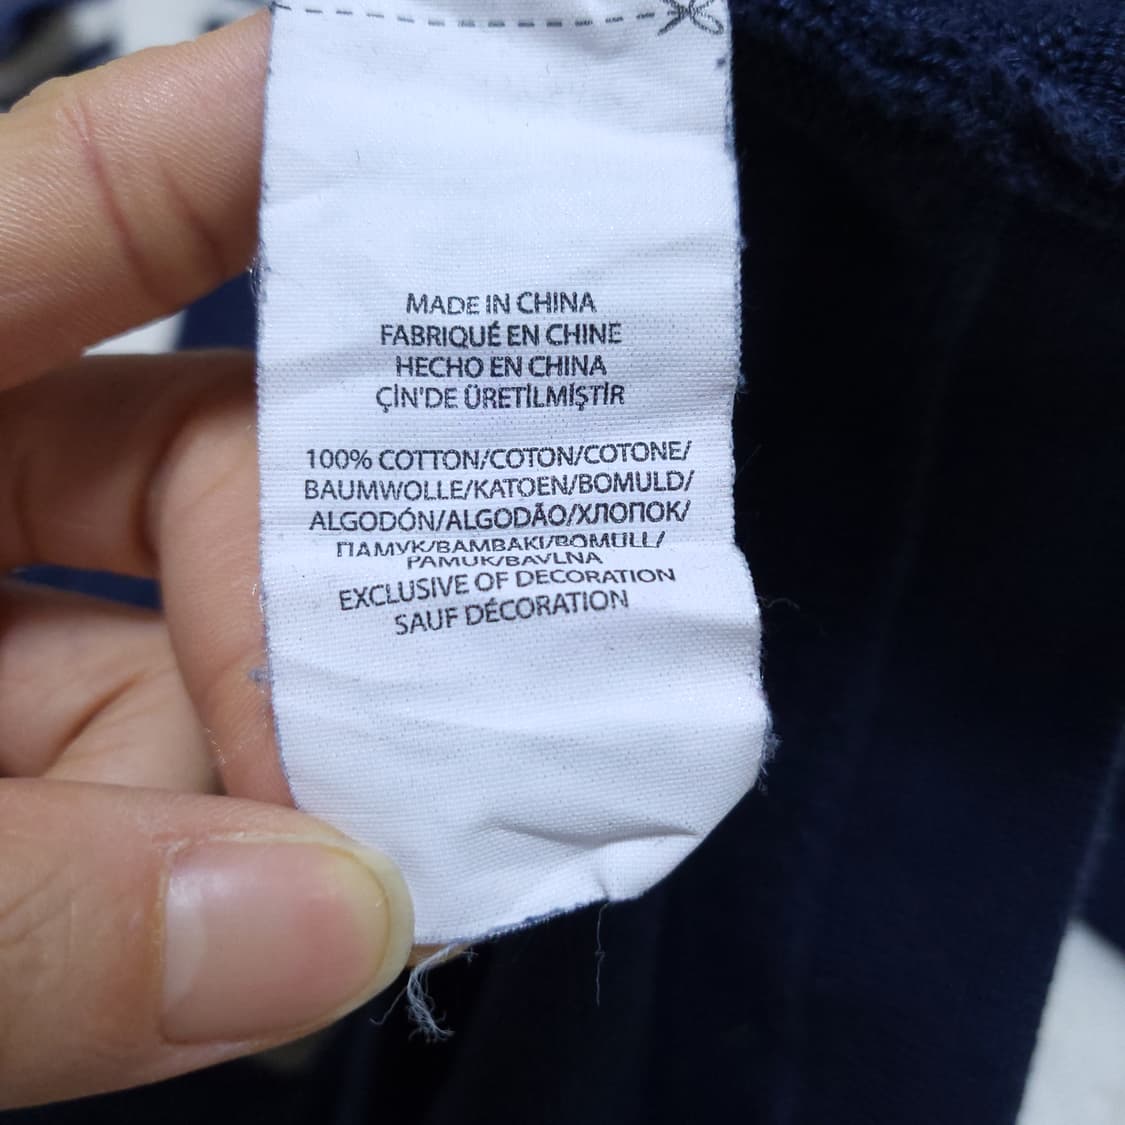 MADE IN CHINA
FABRIQUÉ EN CHINE
HECHO EN CHINA
ÇİN'DE ÜRETİLMİŞTİR
100% COTTON/COTON/COTONE/
BAUMWOLLE/KATOEN/BOMULD/
ALGODÓN/ALGODÃO/ХЛОПОК/
ПАМУК/BAMBAKI/BOMULL/
PAMUK/BAVLNA
EXCLUSIVE OF DECORATION
SAUF DÉCORATION